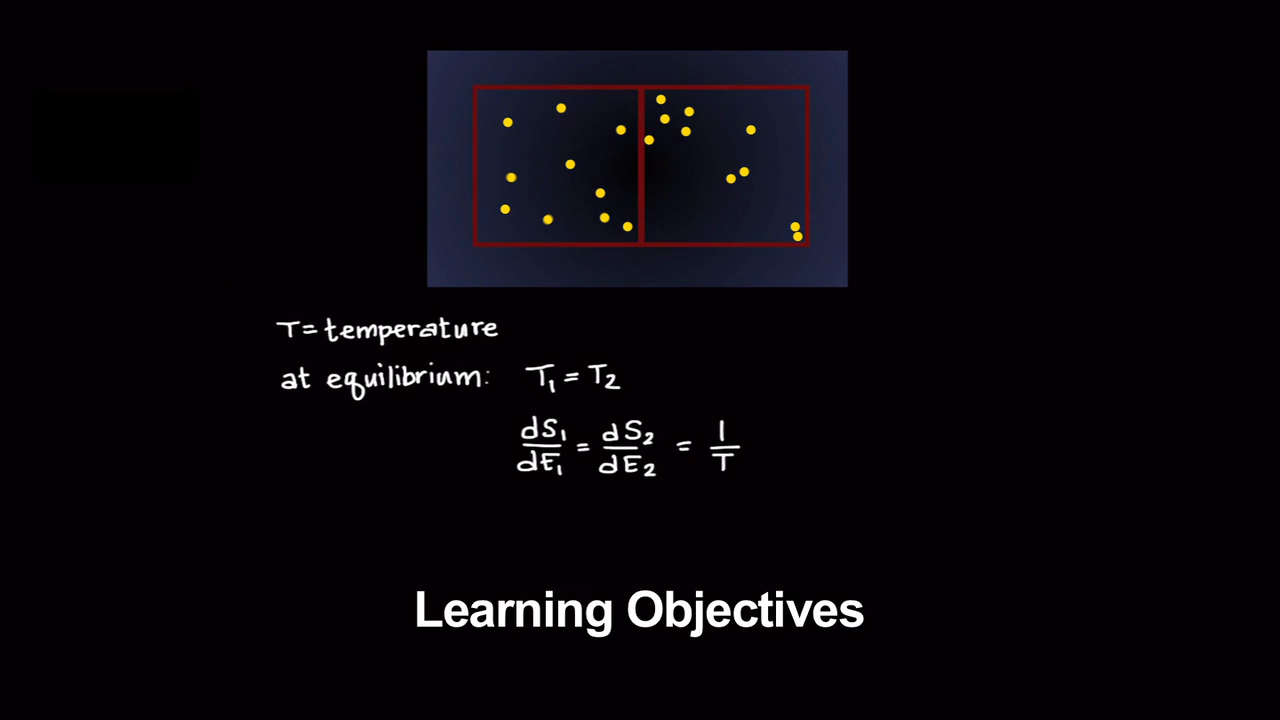 T = temperature
at equilibrium: T₁ = T₂
dS₁/dE₁ = dS₂/dE₂ = 1/T
Learning Objectives